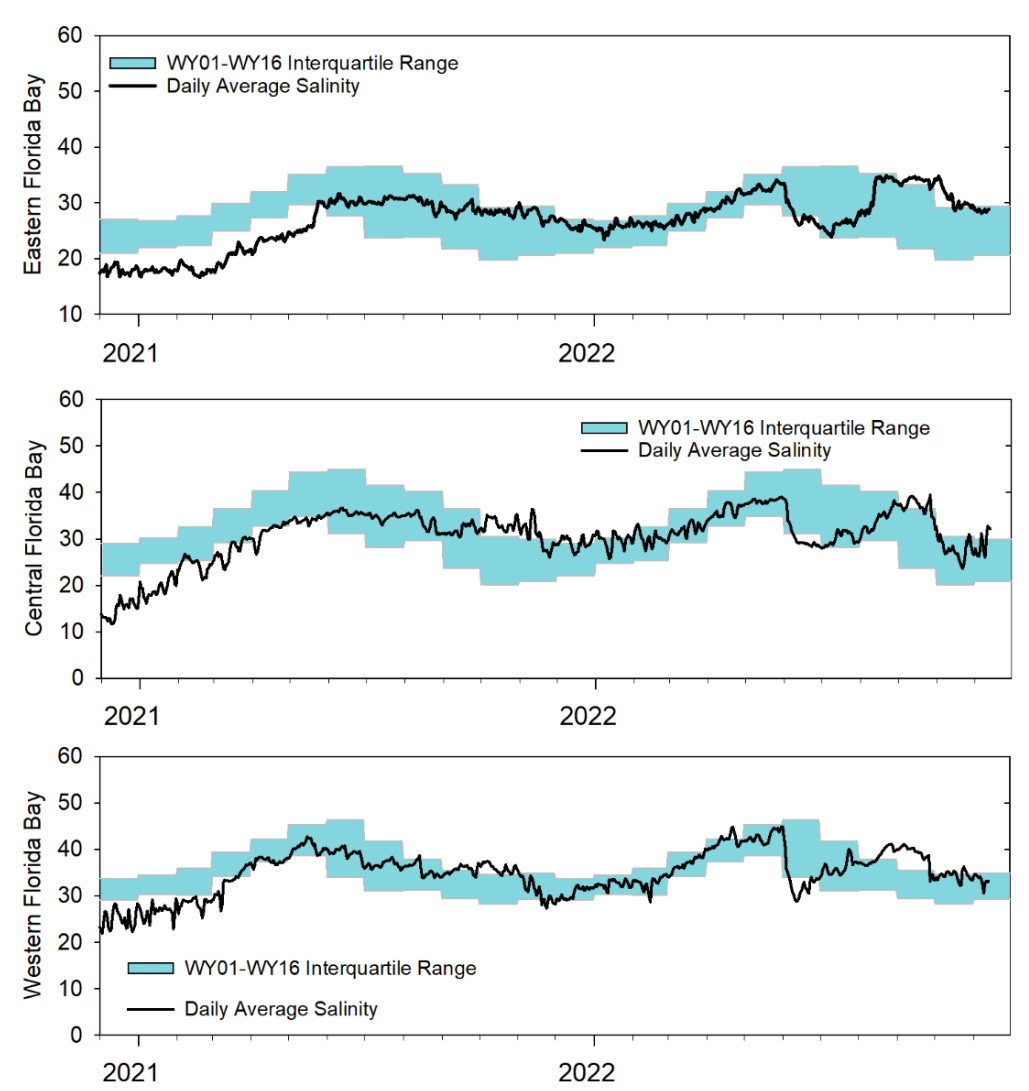 60
WY01-WY16 Interquartile Range
50
Daily Average Salinity
40
30
20
10
Eastern Florida Bay
2021 2022
60
50
WY01-WY16 Interquartile Range
Daily Average Salinity
40
30
20
10
0
Central Florida Bay
2021 2022
60
50
40
30
20
WY01-WY16 Interquartile Range
10
Daily Average Salinity
0
Western Florida Bay
2021 2022